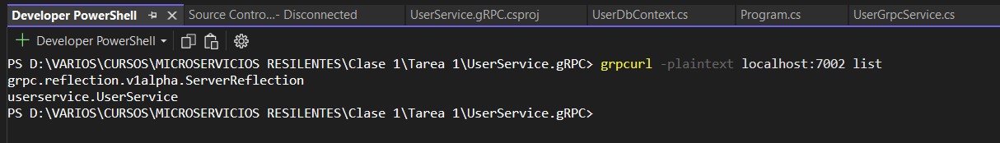 Developer PowerShell
Source Contro...- Disconnected
UserService.gRPC.csproj
UserDbContext.cs
Program.cs
UserGrpcService.cs
Developer PowerShell
PS D:\VARIOS\CURSOS\MICROSERVICIOS RESILENTES\Clase 1\Tarea 1\UserService.gRPC> grpcurl -plaintext localhost:7002 list
grpc.reflection.v1alpha.ServerReflection
userservice.UserService
PS D:\VARIOS\CURSOS\MICROSERVICIOS RESILENTES\Clase 1\Tarea 1\UserService.gRPC>